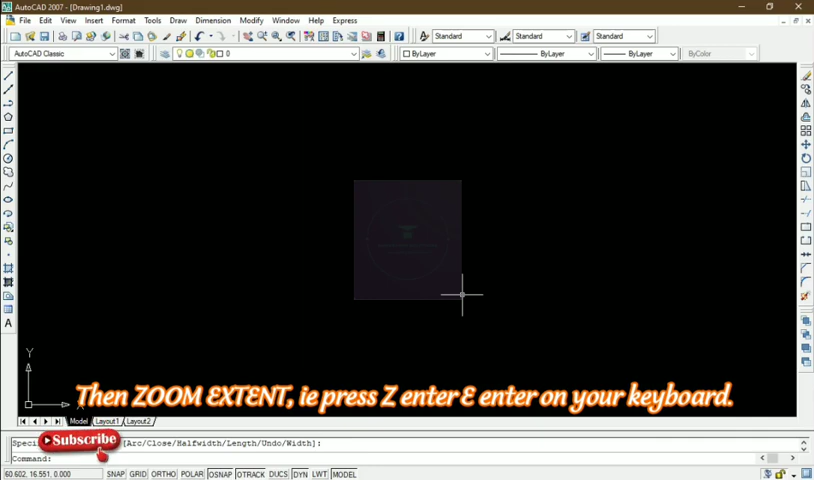 AutoCAD 2007 - [Drawing1.dwg]
File Edit View Insert Format Tools Draw Dimension Modify Image Window Help Express
Standard Standard Standard
AutoCAD Classic 0 ByLayer ByLayer ByLayer ByColor
A
Y
X
Then ZOOM EXTENT, ie press Z enter E enter on your keyboard.
Model Layout1 Layout2
Speci [Arc/Close/Halfwidth/Length/Undo/Width]:
Subscribe
Command:
60.602, 16.551, 0.000 SNAP GRID ORTHO POLAR OSNAP OTRACK DUCS DYN LWT MODEL